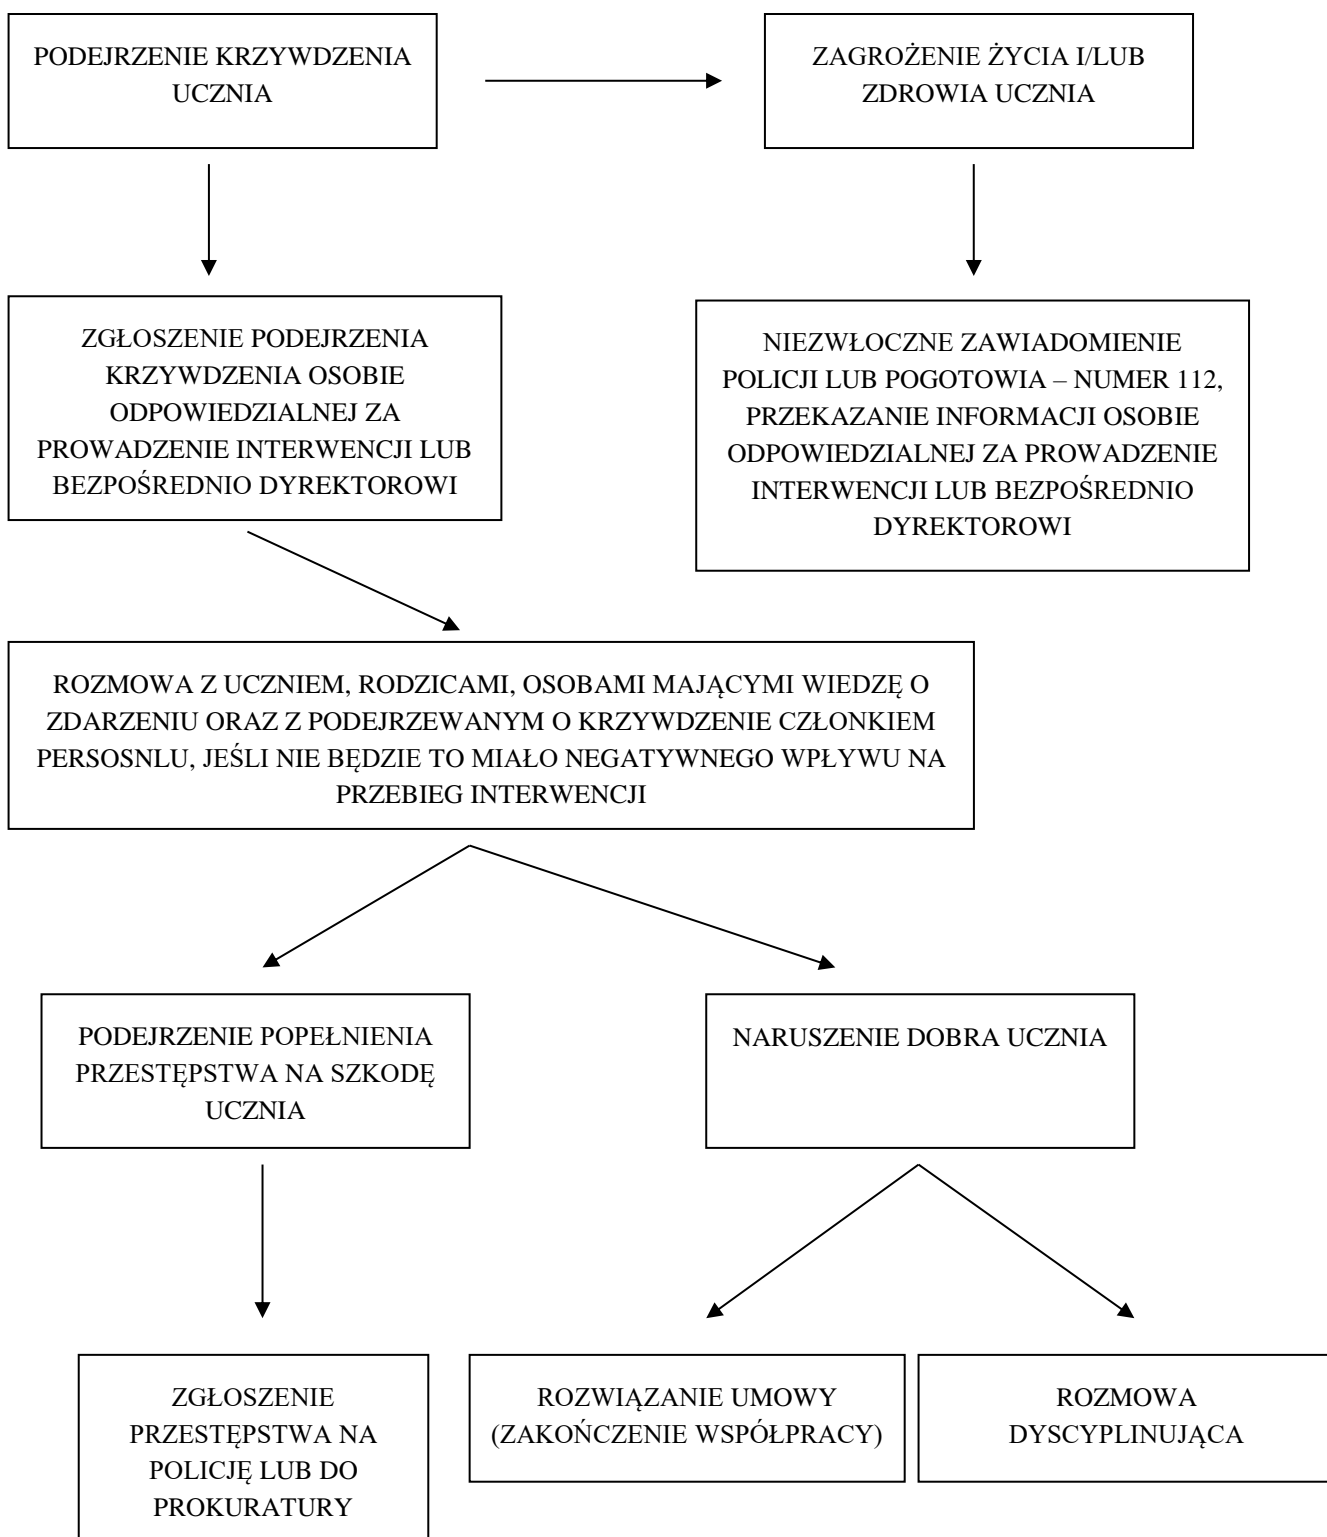 PODEJRZENIE KRZYWDZENIA
UCZNIA
ZAGROŻENIE ŻYCIA I/LUB
ZDROWIA UCZNIA
ZGŁOSZENIE PODEJRZENIA
KRZYWDZENIA OSOBIE
ODPOWIEDZIALNEJ ZA
PROWADZENIE INTERWENCJI LUB
BEZPOŚREDNIO DYREKTOROWI
NIEZWŁOCZNE ZAWIADOMIENIE
POLICJI LUB POGOTOWIA – NUMER 112,
PRZEKAZANIE INFORMACJI OSOBIE
ODPOWIEDZIALNEJ ZA PROWADZENIE
INTERWENCJI LUB BEZPOŚREDNIO
DYREKTOROWI
ROZMOWA Z UCZNIEM, RODZICAMI, OSOBAMI MAJĄCYMI WIEDZĘ O
ZDARZENIU ORAZ Z PODEJRZEWANYM O KRZYWDZENIE CZŁONKIEM
PERSOSNLU, JEŚLI NIE BĘDZIE TO MIAŁO NEGATYWNEGO WPŁYWU NA
PRZEBIEG INTERWENCJI
PODEJRZENIE POPEŁNIENIA
PRZESTĘPSTWA NA SZKODĘ
UCZNIA
NARUSZENIE DOBRA UCZNIA
ZGŁOSZENIE
PRZESTĘPSTWA NA
POLICJĘ LUB DO
PROKURATURY
ROZWIĄZANIE UMOWY
(ZAKOŃCZENIE WSPÓŁPRACY)
ROZMOWA
DYSCYPLINUJĄCA